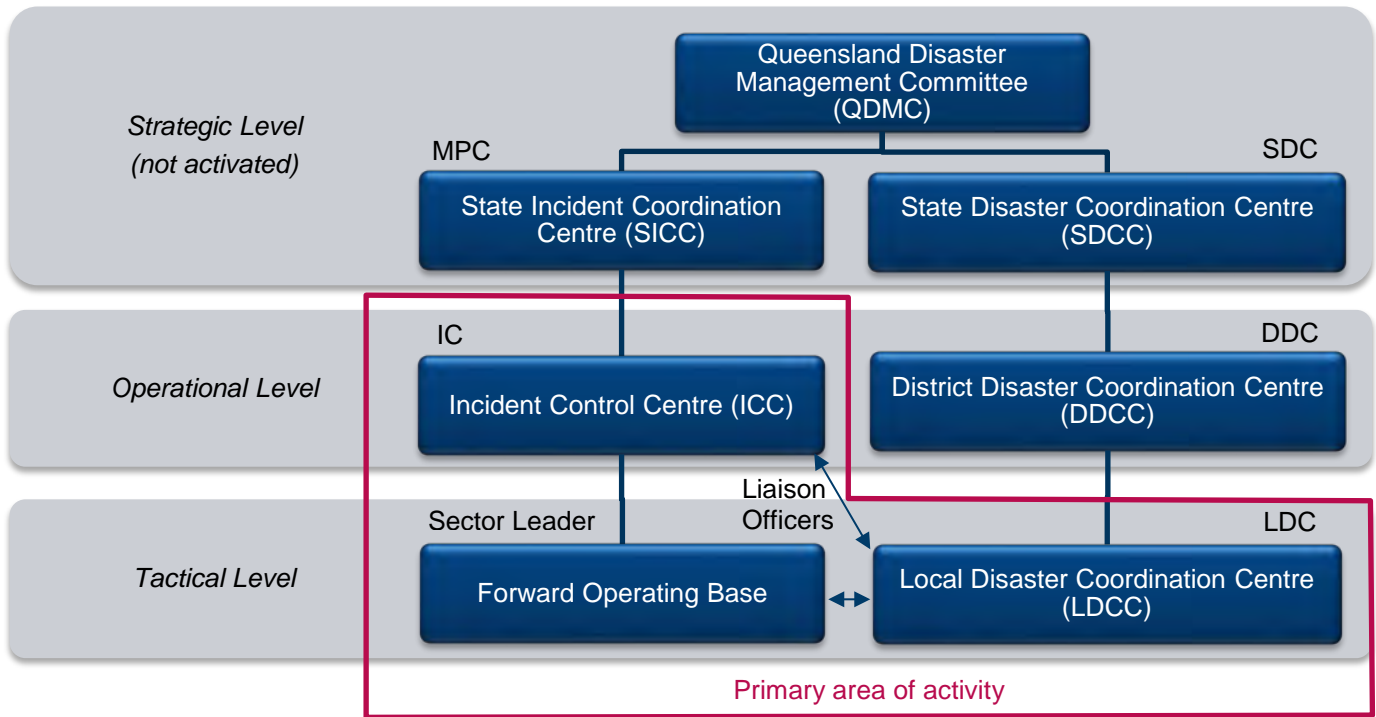 Queensland Disaster
Management Committee
(QDMC)
Strategic Level
(not activated)
MPC
SDC
State Incident Coordination
Centre (SICC)
State Disaster Coordination Centre
(SDCC)
IC
DDC
Operational Level
Incident Control Centre (ICC)
District Disaster Coordination Centre
(DDCC)
Liaison
Officers
Sector Leader
LDC
Tactical Level
Forward Operating Base
Local Disaster Coordination Centre
(LDCC)
Primary area of activity